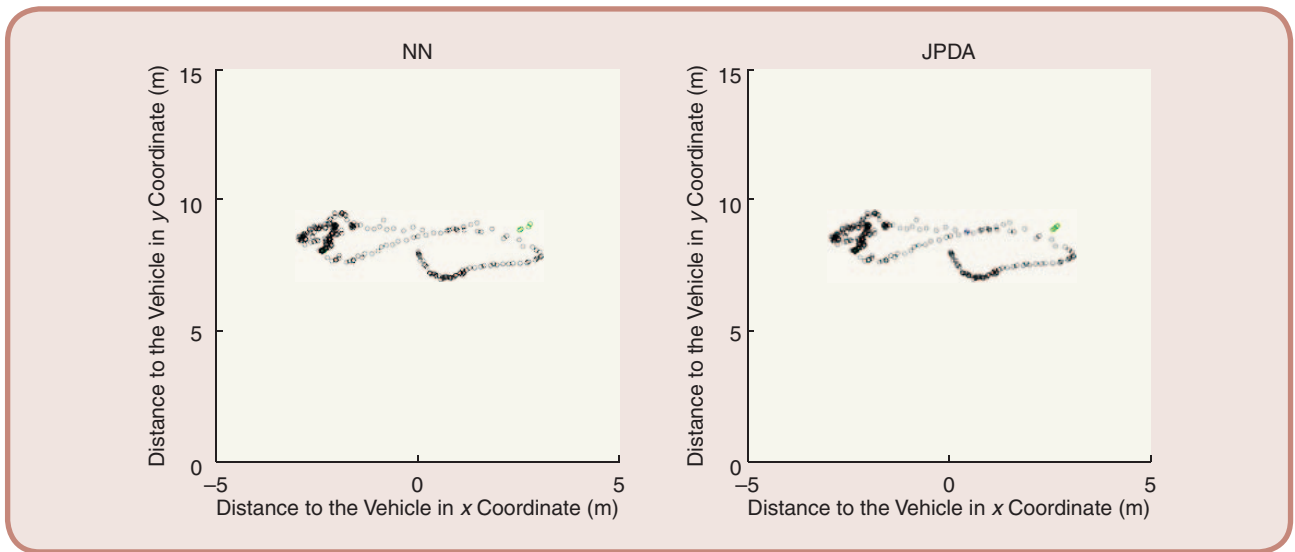 NN
Distance to the Vehicle in y Coordinate (m)
15
10
5
0
–5
0
5
Distance to the Vehicle in x Coordinate (m)
JPDA
Distance to the Vehicle in y Coordinate (m)
15
10
5
0
–5
0
5
Distance to the Vehicle in x Coordinate (m)